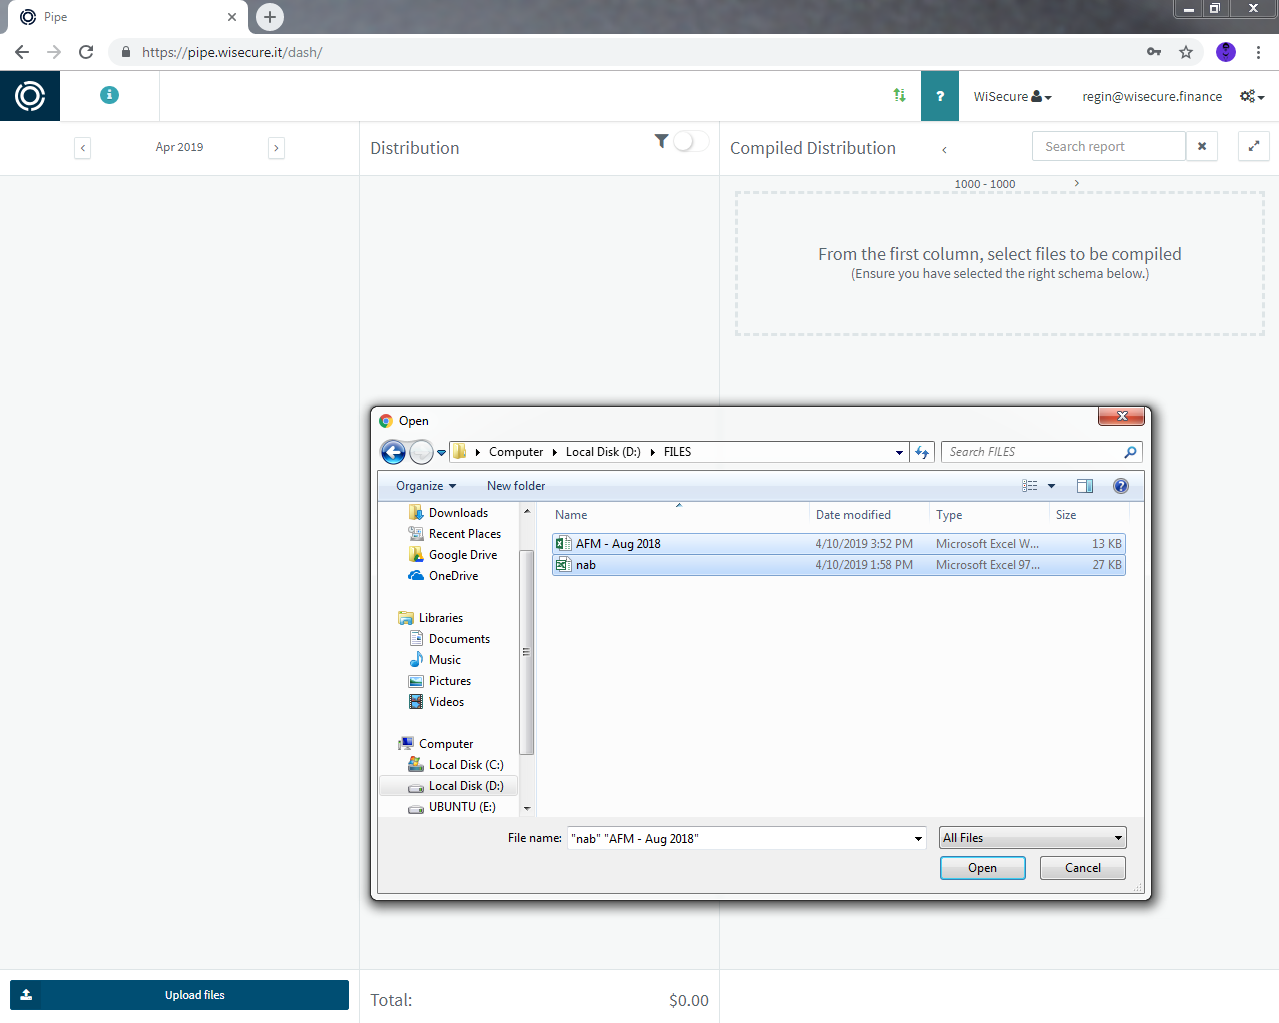 Pipe
https://pipe.wisecure.it/dash/
? WiSecure regin@wisecure.finance
Apr 2019
Distribution
Compiled Distribution
Search report
1000 - 1000
From the first column, select files to be compiled
(Ensure you have selected the right schema below.)
Open
Computer Local Disk (D:) FILES
Search FILES
Organize New folder
Downloads
Recent Places
Google Drive
OneDrive
Libraries
Documents
Music
Pictures
Videos
Computer
Local Disk (C:)
Local Disk (D:)
UBUNTU (E:)
Name Date modified Type Size
AFM - Aug 2018 4/10/2019 3:52 PM Microsoft Excel W... 13 KB
nab 4/10/2019 1:58 PM Microsoft Excel 97... 27 KB
File name: "nab" "AFM - Aug 2018" All Files
Open Cancel
Upload files
Total: $0.00